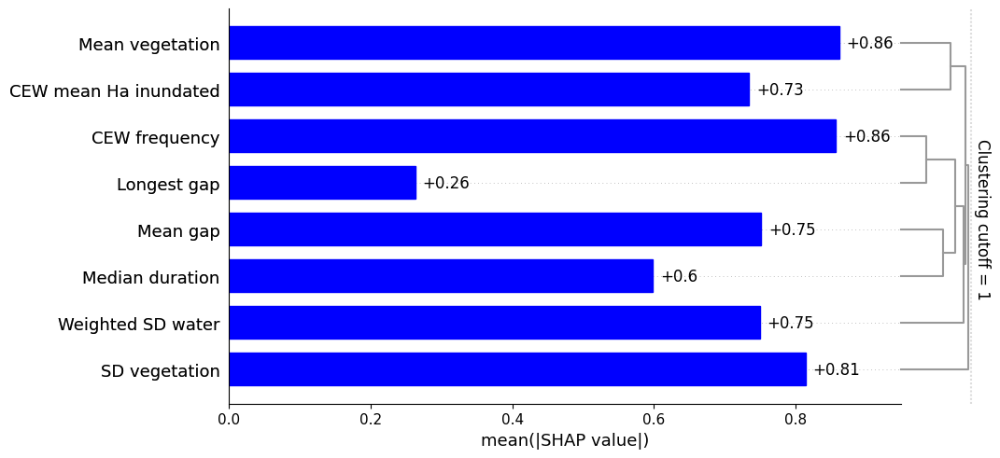 Mean vegetation +0.86
CEW mean Ha inundated +0.73
CEW frequency +0.86
Longest gap +0.26
Mean gap +0.75
Median duration +0.6
Weighted SD water +0.75
SD vegetation +0.81
Clustering cutoff = 1
0.0 0.2 0.4 0.6 0.8
mean(|SHAP value|)